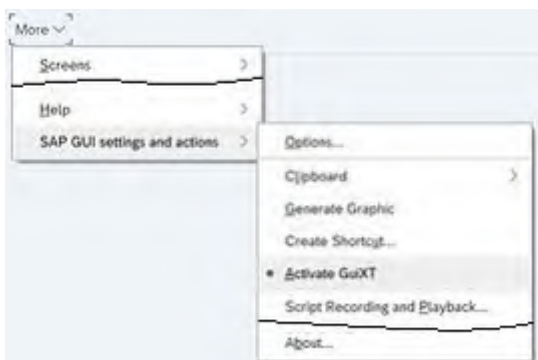 More
Screens
Help
SAP GUI settings and actions
Options...
Clipboard
Generate Graphic
Create Shortcut...
Activate GuiXT
Script Recording and Playback...
About...